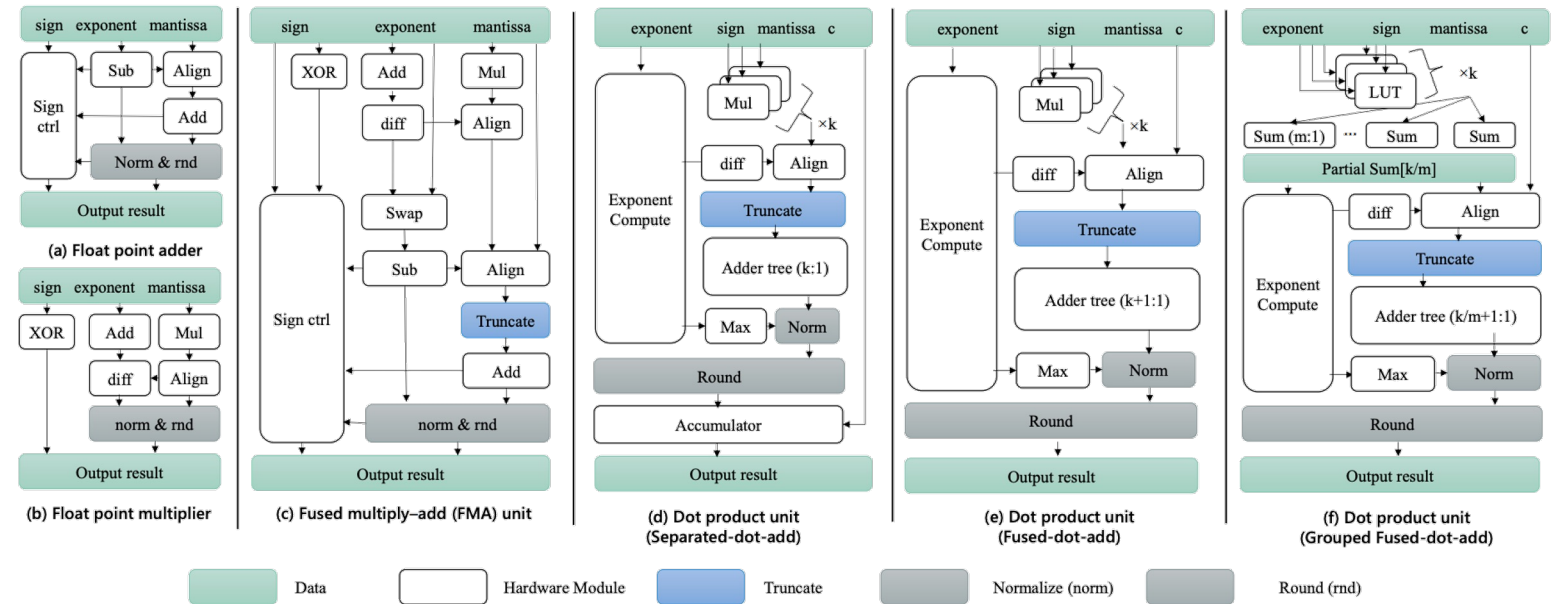 sign exponent mantissa
Sub
Align
Sign
ctrl
Add
Norm & rnd
Output result
(a) Float point adder
sign exponent mantissa
XOR
Add
Mul
diff
Align
norm & rnd
Output result
(b) Float point multiplier
sign exponent mantissa
XOR
Add
Mul
diff
Align
Swap
Sub
Align
Sign ctrl
Truncate
Add
norm & rnd
Output result
(c) Fused multiply–add (FMA) unit
exponent sign mantissa c
Mul
×k
diff
Align
Exponent
Compute
Truncate
Adder tree (k:1)
Max
Norm
Round
Accumulator
Output result
(d) Dot product unit
(Separated-dot-add)
exponent sign mantissa c
Mul
×k
diff
Align
Exponent
Compute
Truncate
Adder tree (k+1:1)
Max
Norm
Round
Output result
(e) Dot product unit
(Fused-dot-add)
exponent sign mantissa c
LUT
×k
Sum (m:1) ... Sum Sum
Partial Sum[k/m]
diff
Align
Exponent
Compute
Truncate
Adder tree (k/m+1:1)
Max
Norm
Round
Output result
(f) Dot product unit
(Grouped Fused-dot-add)
Data
Hardware Module
Truncate
Normalize (norm)
Round (rnd)